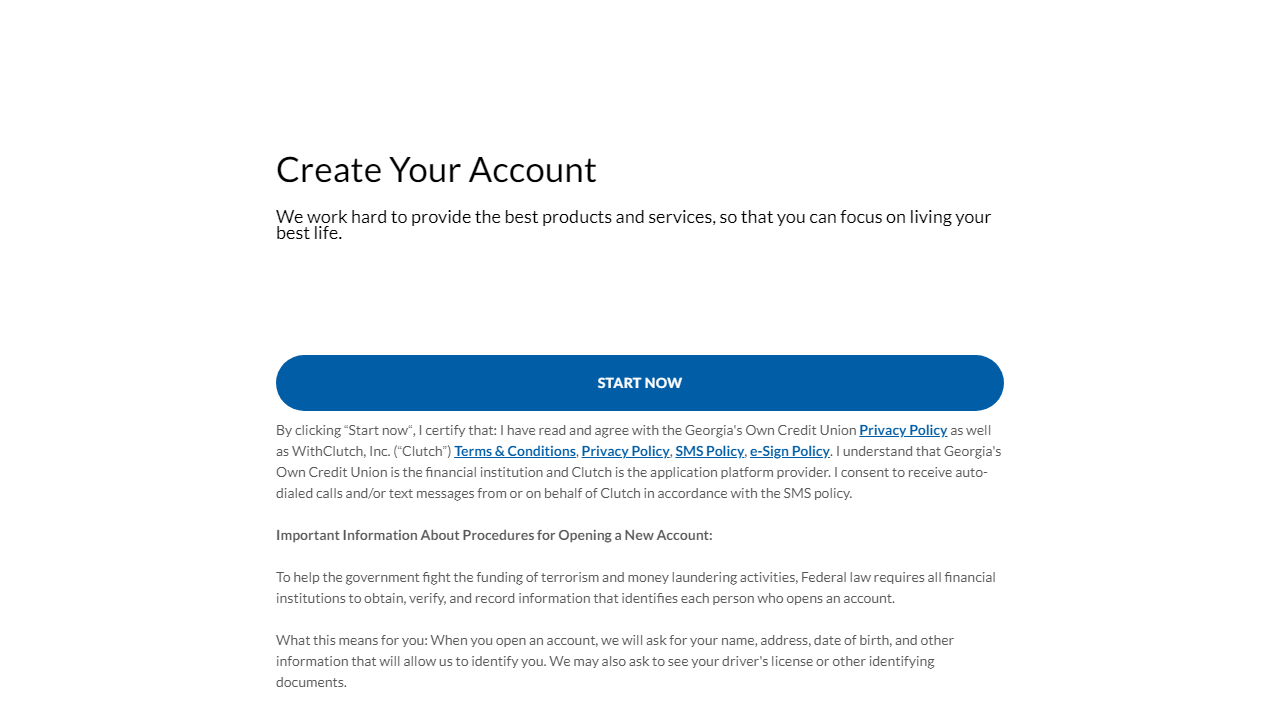 Create Your Account
We work hard to provide the best products and services, so that you can focus on living your
best life.
START NOW
By clicking “Start now“, I certify that: I have read and agree with the Georgia's Own Credit Union Privacy Policy as well
as WithClutch, Inc. (“Clutch”) Terms & Conditions, Privacy Policy, SMS Policy, e-Sign Policy. I understand that Georgia's
Own Credit Union is the financial institution and Clutch is the application platform provider. I consent to receive auto-
dialed calls and/or text messages from or on behalf of Clutch in accordance with the SMS policy.
Important Information About Procedures for Opening a New Account:
To help the government fight the funding of terrorism and money laundering activities, Federal law requires all financial
institutions to obtain, verify, and record information that identifies each person who opens an account.
What this means for you: When you open an account, we will ask for your name, address, date of birth, and other
information that will allow us to identify you. We may also ask to see your driver's license or other identifying
documents.